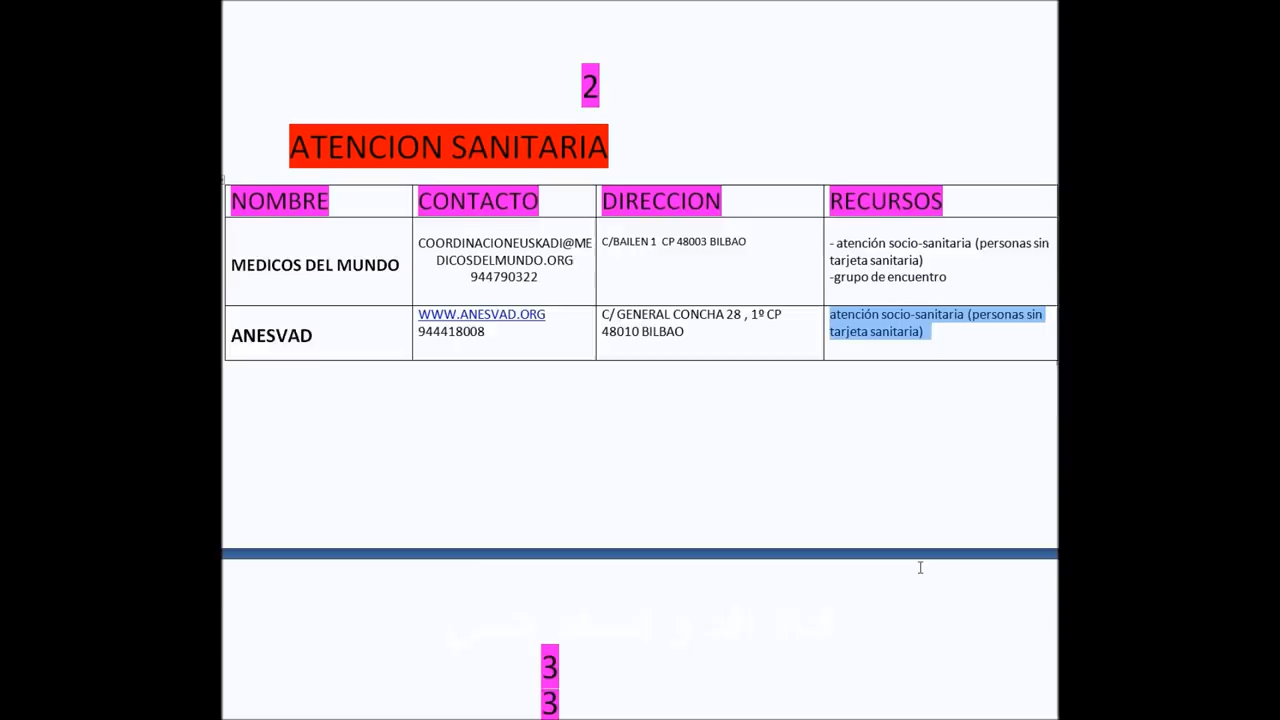 2
ATENCION SANITARIA
NOMBRE CONTACTO DIRECCION RECURSOS
MEDICOS DEL MUNDO
COORDINACIONEUSKADI@ME
DICOSDELMUNDO.ORG
944790322
C/BAILEN 1 CP 48003 BILBAO
- atención socio-sanitaria (personas sin
tarjeta sanitaria)
-grupo de encuentro
ANESVAD
WWW.ANESVAD.ORG
944418008
C/ GENERAL CONCHA 28 , 1º CP
48010 BILBAO
atención socio-sanitaria (personas sin
tarjeta sanitaria)
3
3